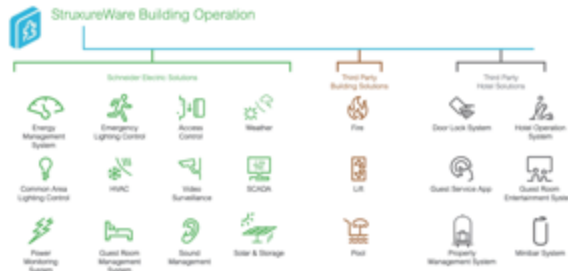 StruxureWare Building Operation
Schneider Electric Solutions
Third Party
Building Solutions
Third Party
Hotel Solutions
Energy
Management
System
Emergency
Lighting Control
Access
Control
Weather
Fire
Door Lock System
Hotel Operation
System
Common Area
Lighting Control
HVAC
Video
Surveillance
SCADA
Lift
Guest Service App
Guest Room
Entertainment Syste
Power
Monitoring
System
Guest Room
Management
System
Sound
Management
Solar & Storage
Pool
Property
Management System
Minibar System